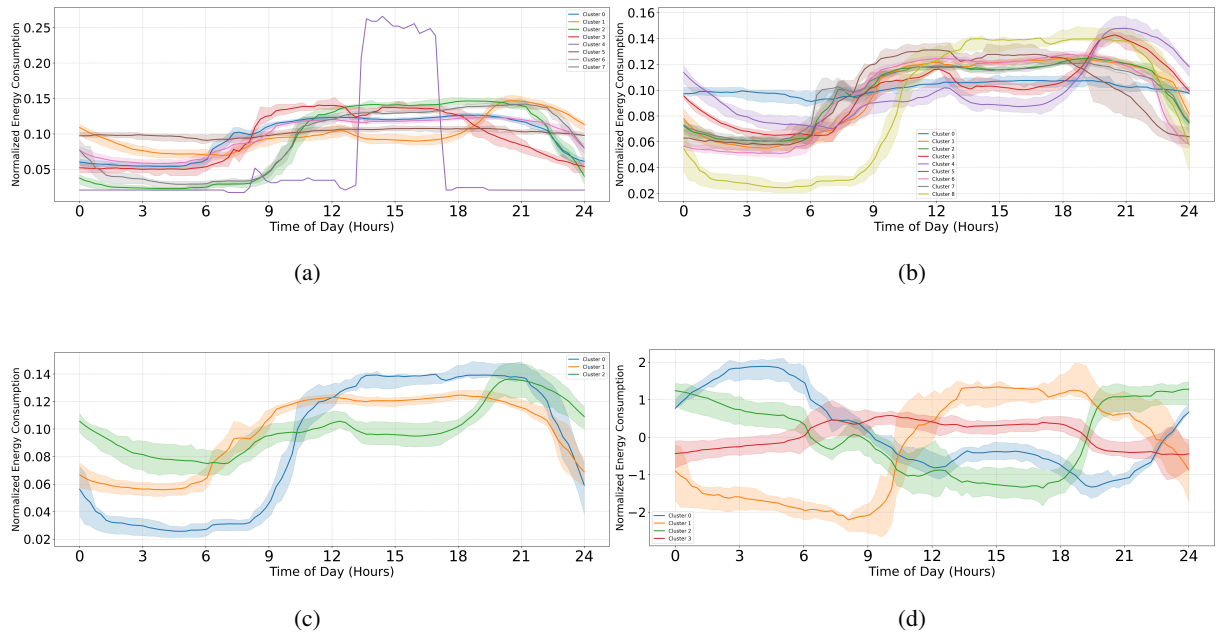 0.25
0.20
0.15
0.10
0.05
Normalized Energy Consumption
Cluster 0
Cluster 1
Cluster 2
Cluster 3
Cluster 4
Cluster 5
Cluster 6
Cluster 7
0 3 6 9 12 15 18 21 24
Time of Day (Hours)
(a)
0.16
0.14
0.12
0.10
0.08
0.06
0.04
0.02
Normalized Energy Consumption
Cluster 0
Cluster 1
Cluster 2
Cluster 3
Cluster 4
Cluster 5
Cluster 6
Cluster 7
Cluster 8
0 3 6 9 12 15 18 21 24
Time of Day (Hours)
(b)
0.14
0.12
0.10
0.08
0.06
0.04
0.02
Normalized Energy Consumption
Cluster 0
Cluster 1
Cluster 2
0 3 6 9 12 15 18 21 24
Time of Day (Hours)
(c)
2
1
0
−1
−2
Normalized Energy Consumption
Cluster 0
Cluster 1
Cluster 2
Cluster 3
0 3 6 9 12 15 18 21 24
Time of Day (Hours)
(d)